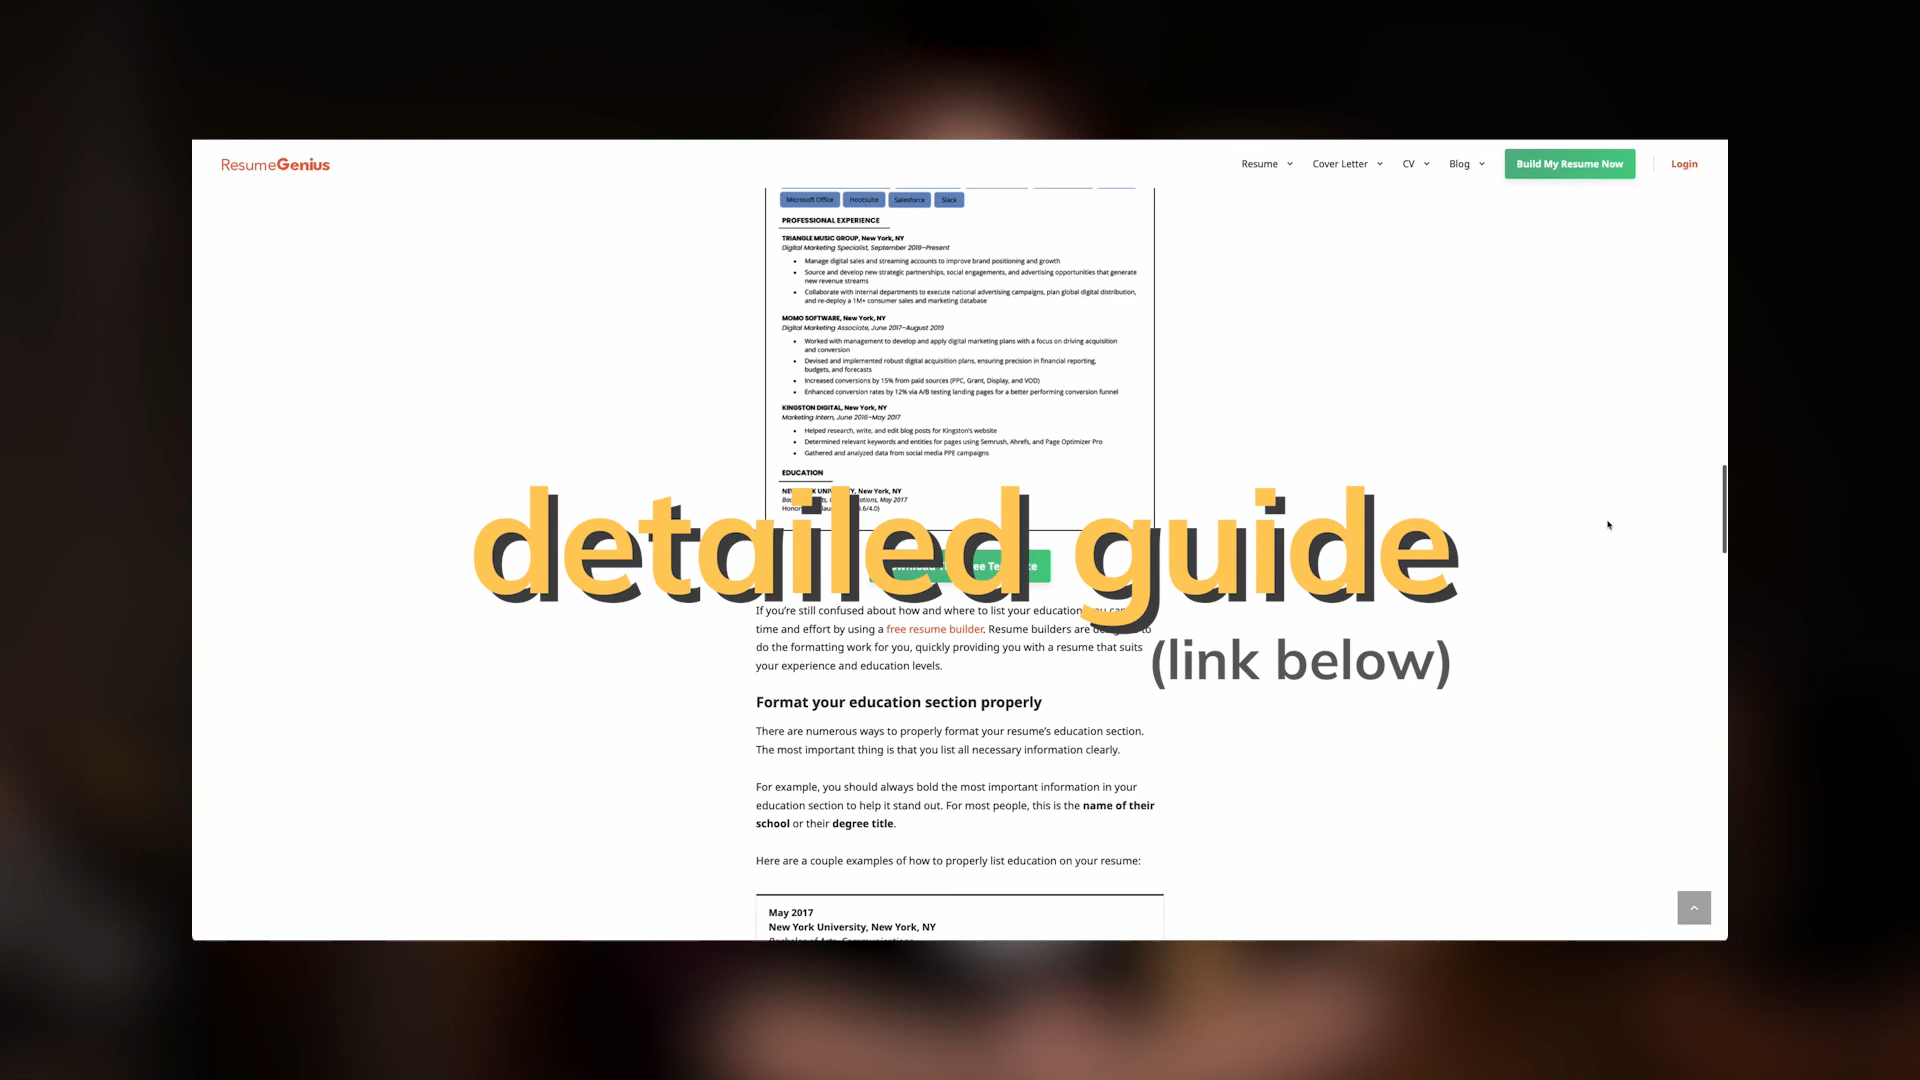 ResumeGenius
Resume
Cover Letter
CV
Blog
Build My Resume Now
Login
Microsoft Office
Hootsuite
Salesforce
Slack
PROFESSIONAL EXPERIENCE
TRIANGLE MUSIC GROUP, New York, NY
Digital Marketing Specialist, September 2019–Present
• Manage digital sales and streaming accounts to improve brand positioning and growth
• Source and develop new strategic partnerships, social engagements, and advertising opportunities that generate
new revenue streams
• Collaborate with internal departments to execute national advertising campaigns, plan global digital distribution,
and re-deploy a 1M+ consumer sales and marketing database
MOMO SOFTWARE, New York, NY
Digital Marketing Associate, June 2017–August 2019
• Worked with management to develop and apply digital marketing plans with a focus on driving acquisition
and conversion
• Devised and implemented robust digital acquisition plans, ensuring precision in financial reporting,
budgets, and forecasts
• Increased conversions by 15% from paid sources (PPC, Grant, Display, and VOD)
• Enhanced conversion rates by 12% via A/B testing landing pages for a better performing conversion funnel
KINGSTON DIGITAL, New York, NY
Marketing Intern, June 2016–May 2017
• Helped research, write, and edit blog posts for Kingston's website
• Determined relevant keywords and entities for pages using Semrush, Ahrefs, and Page Optimizer Pro
• Gathered and analyzed data from social media PPE campaigns
EDUCATION
New York, NY
May 2017
detailed guide
(link below)
If you're still confused about how and where to list your education
time and effort by using a free resume builder. Resume builders are to
do the formatting work for you, quickly providing you with a resume that suits
your experience and education levels.
Format your education section properly
There are numerous ways to properly format your resume's education section.
The most important thing is that you list all necessary information clearly.
For example, you should always bold the most important information in your
education section to help it stand out. For most people, this is the name of their
school or their degree title.
Here are a couple examples of how to properly list education on your resume:
May 2017
New York University, New York, NY